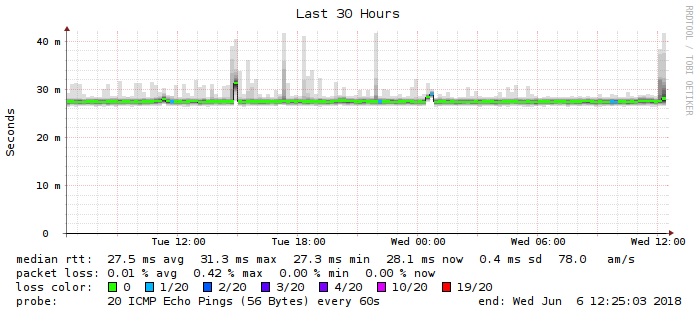 Last 30 Hours
RRDTOOL / TOBI OETIKER
Seconds
40 m
30 m
20 m
10 m
0
Tue 12:00 Tue 18:00 Wed 00:00 Wed 06:00 Wed 12:00
median rtt: 27.5 ms avg 31.3 ms max 27.3 ms min 28.1 ms now 0.4 ms sd 78.0 am/s
packet loss: 0.01 % avg 0.42 % max 0.00 % min 0.00 % now
loss color: 0 1/20 2/20 3/20 4/20 10/20 19/20
probe: 20 ICMP Echo Pings (56 Bytes) every 60s end: Wed Jun 6 12:25:03 2018